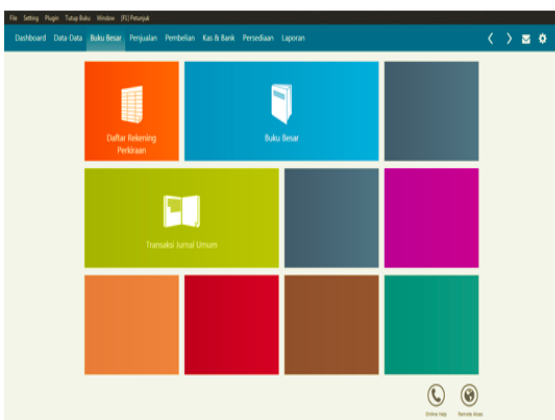 File Setting Plugin Tutup Buku Window [F1] Petunjuk
Dashboard Data-Data Buku Besar Penjualan Pembelian Kas & Bank Persediaan Laporan
Daftar Rekening
Perkiraan
Buku Besar
Transaksi Jurnal Umum
Online Help Remote Akses